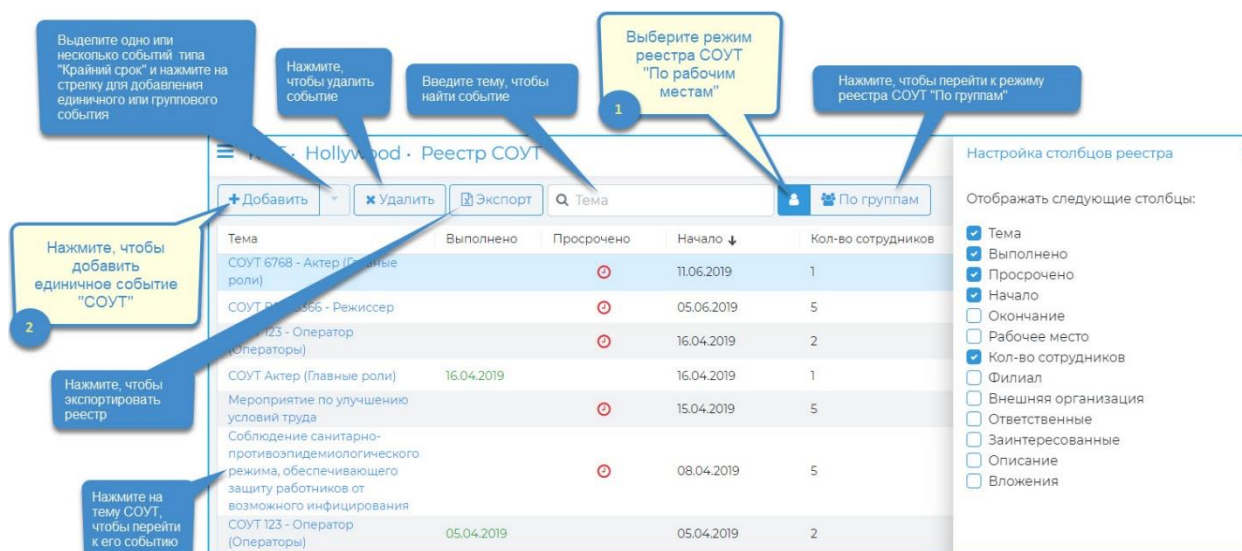 Выделите одно или
несколько событий типа
"Крайний срок" и нажмите на
стрелку для добавления
единичного или группового
события
Нажмите,
чтобы удалить
событие
Введите тему, чтобы
найти событие
Выберите режим
реестра СОУТ
"По рабочим
местам"
1
Нажмите, чтобы перейти к режиму
реестра СОУТ "По группам"
Hollywood · Реестр СОУТ
Добавить
Удалить
Экспорт
Тема
По группам
Нажмите, чтобы
добавить
единичное событие
"СОУТ"
2
Нажмите, чтобы
экспортировать
реестр
Нажмите на
тему СОУТ,
чтобы перейти
к его событию
Тема Выполнено Просрочено Начало ↓ Кол-во сотрудников
СОУТ 6768 - Актер (Главные
роли) 11.06.2019 1
СОУТ 366 - Режиссер 05.06.2019 5
123 - Оператор
(Операторы) 16.04.2019 2
СОУТ Актер (Главные роли) 16.04.2019 16.04.2019 1
Мероприятие по улучшению
условий труда 15.04.2019 5
Соблюдение санитарно-
противоэпидемиологического
режима, обеспечивающего
защиту работников от
возможного инфицирования 08.04.2019 5
СОУТ 123 - Оператор
(Операторы) 05.04.2019 05.04.2019 2
Настройка столбцов реестра
Отображать следующие столбцы:
Тема
Выполнено
Просрочено
Начало
Окончание
Рабочее место
Кол-во сотрудников
Филиал
Внешняя организация
Ответственные
Заинтересованные
Описание
Вложения